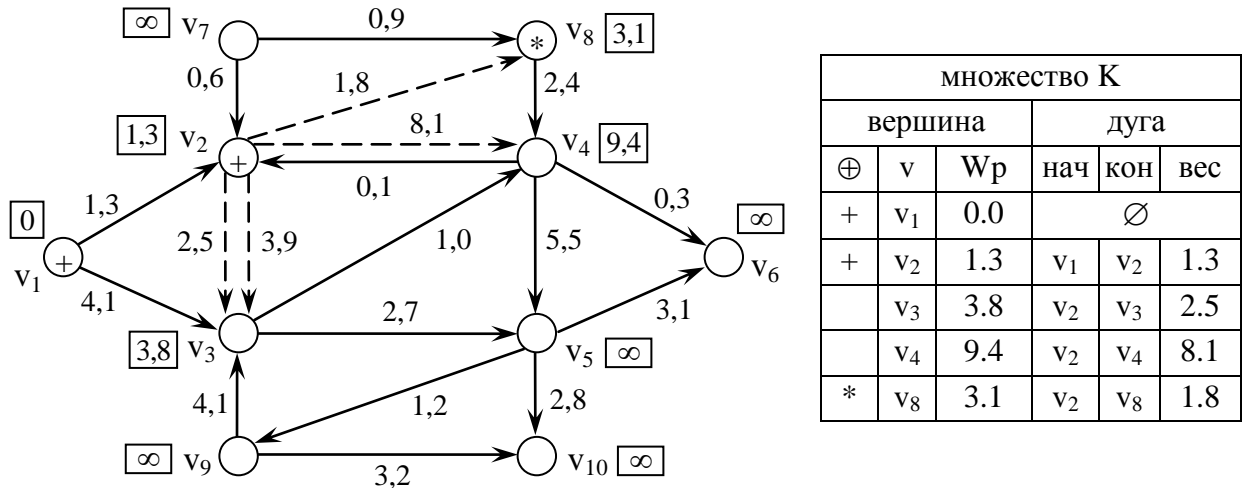 ∞ v7 0,9 v8 3,1
*
0,6 1,8 2,4
1,3 v2 8,1 v4 9,4
+
0,1
1,3 0,3
0 2,5 3,9 1,0 5,5 ∞
+
v1 v6
4,1 3,1
2,7
3,8 v3 v5 ∞
4,1 1,2 2,8
∞ v9 v10 ∞
3,2
множество K
вершина дуга
⊕ v Wp нач кон вес
+ v1 0.0 ∅
+ v2 1.3 v1 v2 1.3
v3 3.8 v2 v3 2.5
v4 9.4 v2 v4 8.1
* v8 3.1 v2 v8 1.8